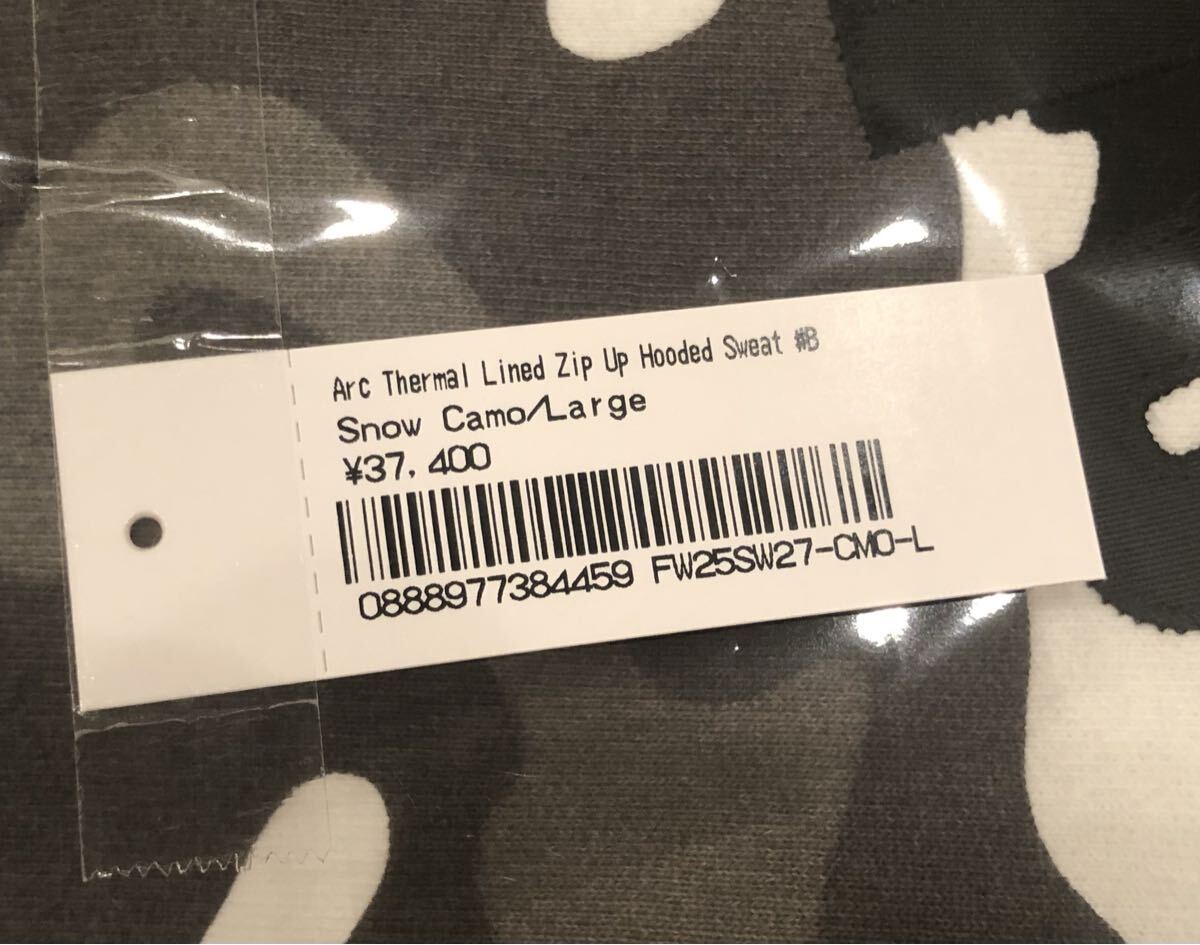 Arc Thermal Lined Zip Up Hooded Sweat #B
Snow Camo/Large
¥37,400
0888977384459 FW25SW27-CMO-L